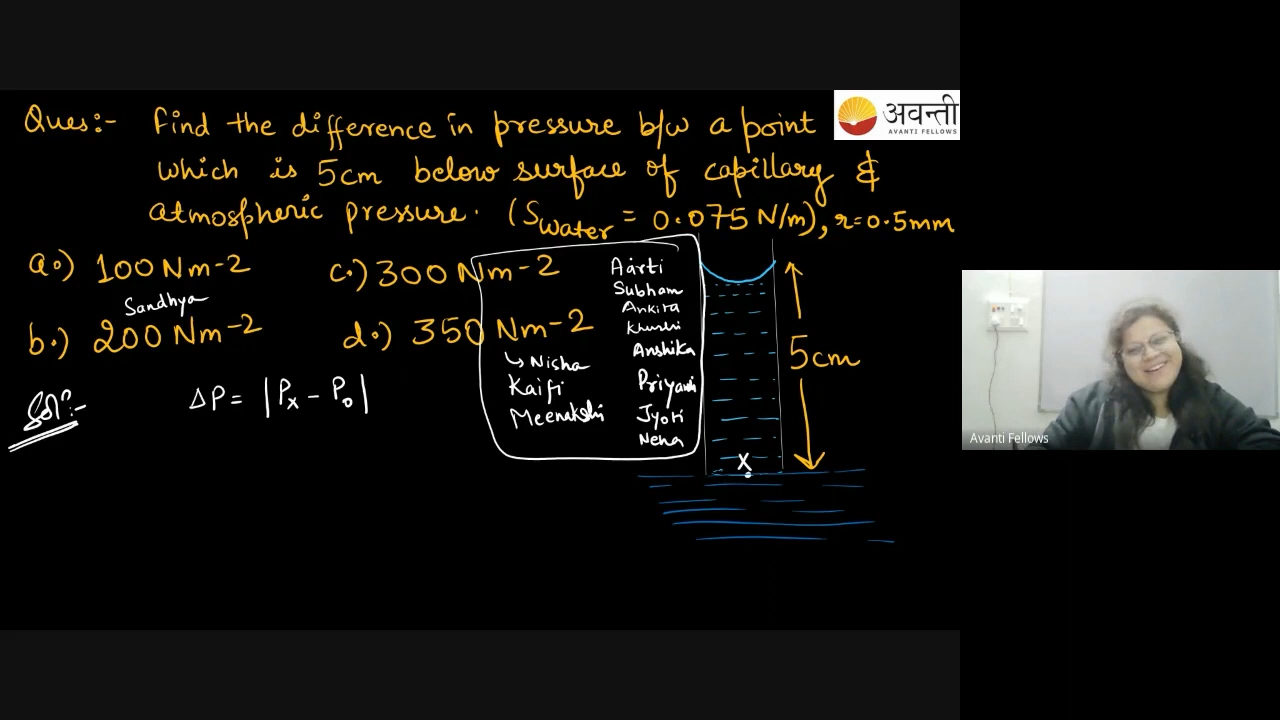 Ques:- Find the difference in pressure b/w a point
which is 5cm below surface of capillary &
atmospheric pressure. (Swater = 0.075 N/m), r=0.5mm
अवन्ती
AVANTI FELLOWS
a.) 100 Nm-2
c.) 300 Nm-2
Sandhya
b.) 200 Nm-2
d.) 350 Nm-2
Aarti
Subham
Ankita
Khushi
Anshika
↳ Nisha
Kaifi
Priyanshi
Meenakshi
Jyoti
Neha
5cm
X
Solⁿ:-
ΔP = |Px - P0|
Avanti Fellows